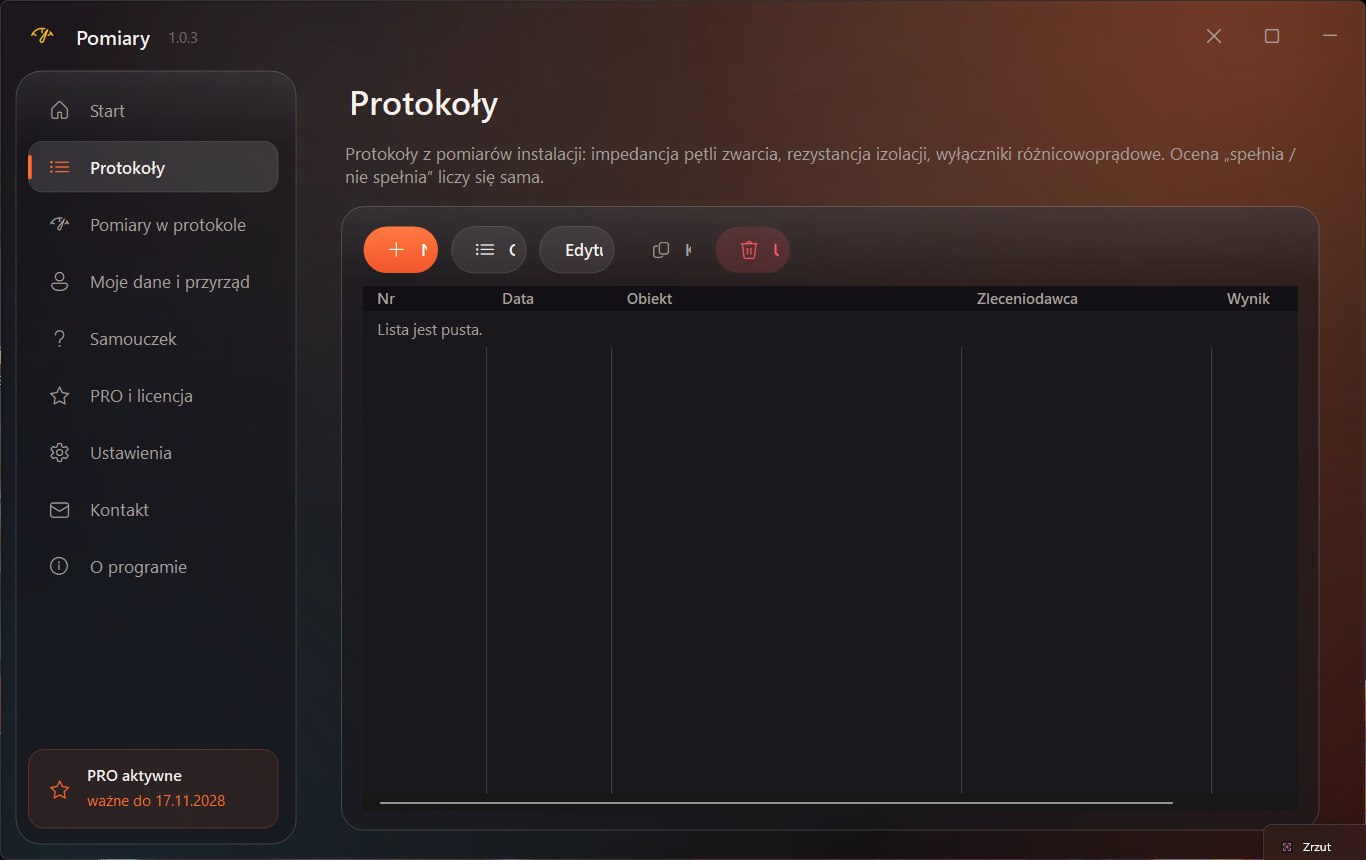 Pomiary 1.0.3
Start
Protokoły
Pomiary w protokole
Moje dane i przyrząd
Samouczek
PRO i licencja
Ustawienia
Kontakt
O programie
PRO aktywne
ważne do 17.11.2028
Protokoły
Protokoły z pomiarów instalacji: impedancja pętli zwarcia, rezystancja izolacji, wyłączniki różnicowoprądowe. Ocena „spełnia /
nie spełnia” liczy się sama.
Nr Data Obiekt Zleceniodawca Wynik
Lista jest pusta.
Zrzut